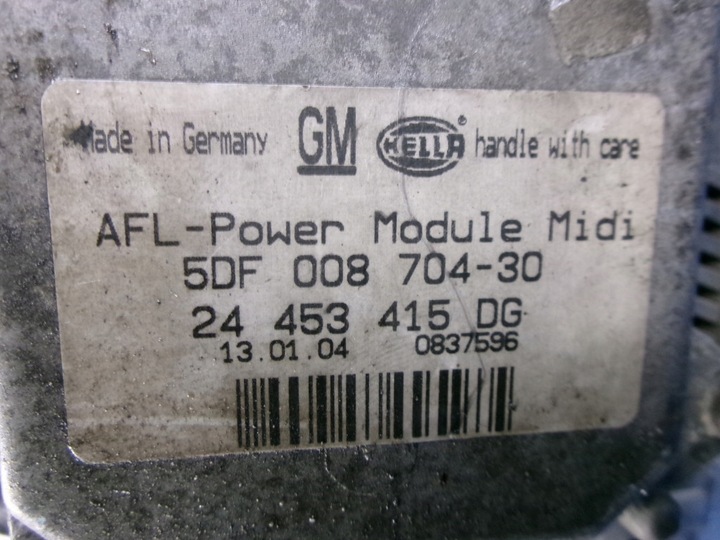 Made in Germany GM HELLA® handle with care
AFL-Power Module Midi
5DF 008 704-30
24 453 415 DG
13.01.04 0837596